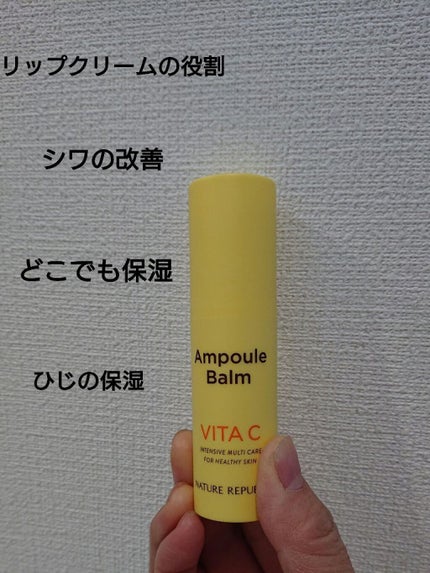 リップクリームの役割
シワの改善
どこでも保湿
ひじの保湿
Ampoule
Balm
VITA C
INTENSIVE MULTI CARE
FOR HEALTHY SKIN
NATURE